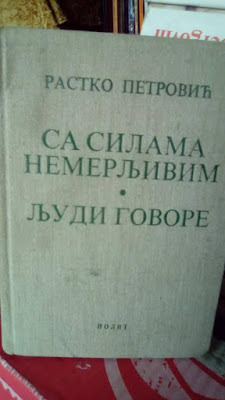 РАСТКО ПЕТРОВИЋ
СА СИЛАМА
НЕМЕРЉИВИМ
•
ЉУДИ ГОВОРЕ
НОЛИТ